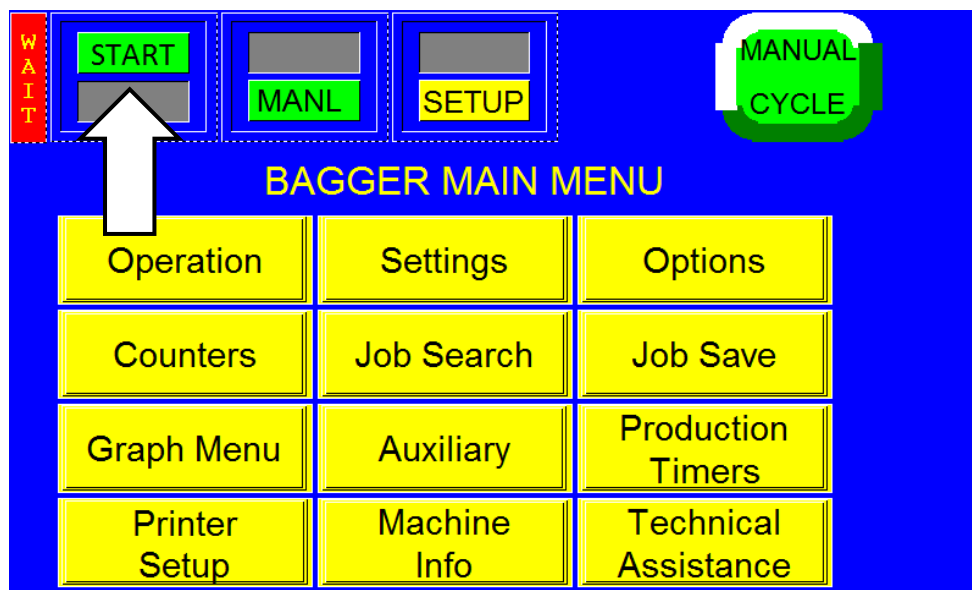 WAIT
START
MANL
SETUP
MANUAL
CYCLE
BAGGER MAIN MENU
Operation
Settings
Options
Counters
Job Search
Job Save
Graph Menu
Auxiliary
Production
Timers
Printer
Setup
Machine
Info
Technical
Assistance